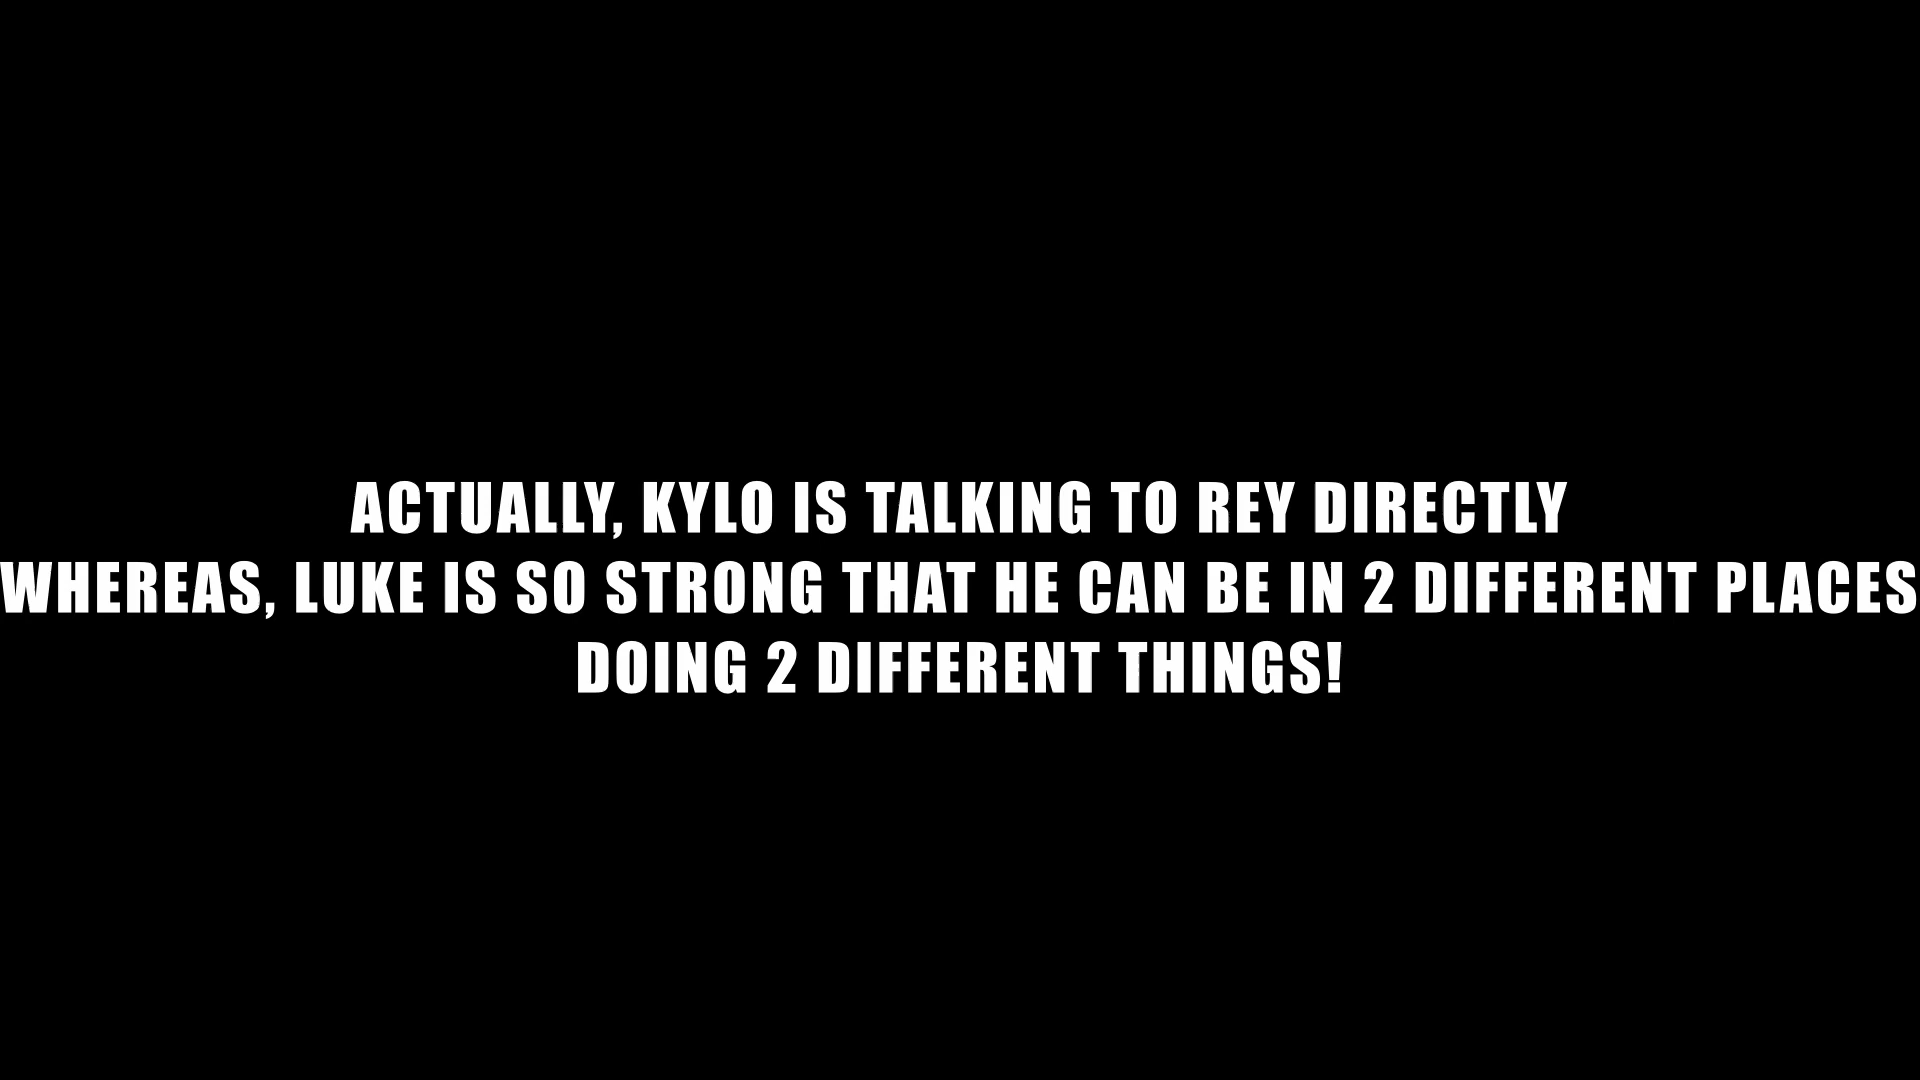 ACTUALLY, KYLO IS TALKING TO REY DIRECTLY
WHEREAS, LUKE IS SO STRONG THAT HE CAN BE IN 2 DIFFERENT PLACES
DOING 2 DIFFERENT THINGS!